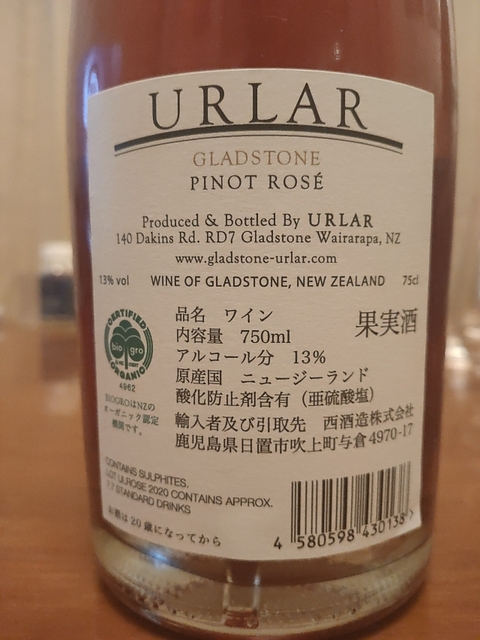 URLAR
GLADSTONE
PINOT ROSÉ
Produced & Bottled By URLAR
140 Dakins Rd. RD7 Gladstone Wairarapa, NZ
www.gladstone-urlar.com
13% vol WINE OF GLADSTONE, NEW ZEALAND 75cl
品名 ワイン
果実酒
内容量 750ml
アルコール分 13%
原産国 ニュージーランド
酸化防止剤含有（亜硫酸塩）
輸入者及び引取先 西酒造株式会社
鹿児島県日置市吹上町与倉4970-17
CERTIFIED
bio gro
ORGANIC
4962
BIOGROはNZの
オーガニック認定
機関です。
CONTAINS SULPHITES.
LOT ULROSE 2020 CONTAINS APPROX.
7.7 STANDARD DRINKS
お酒は20歳になってから
4 580598 430138